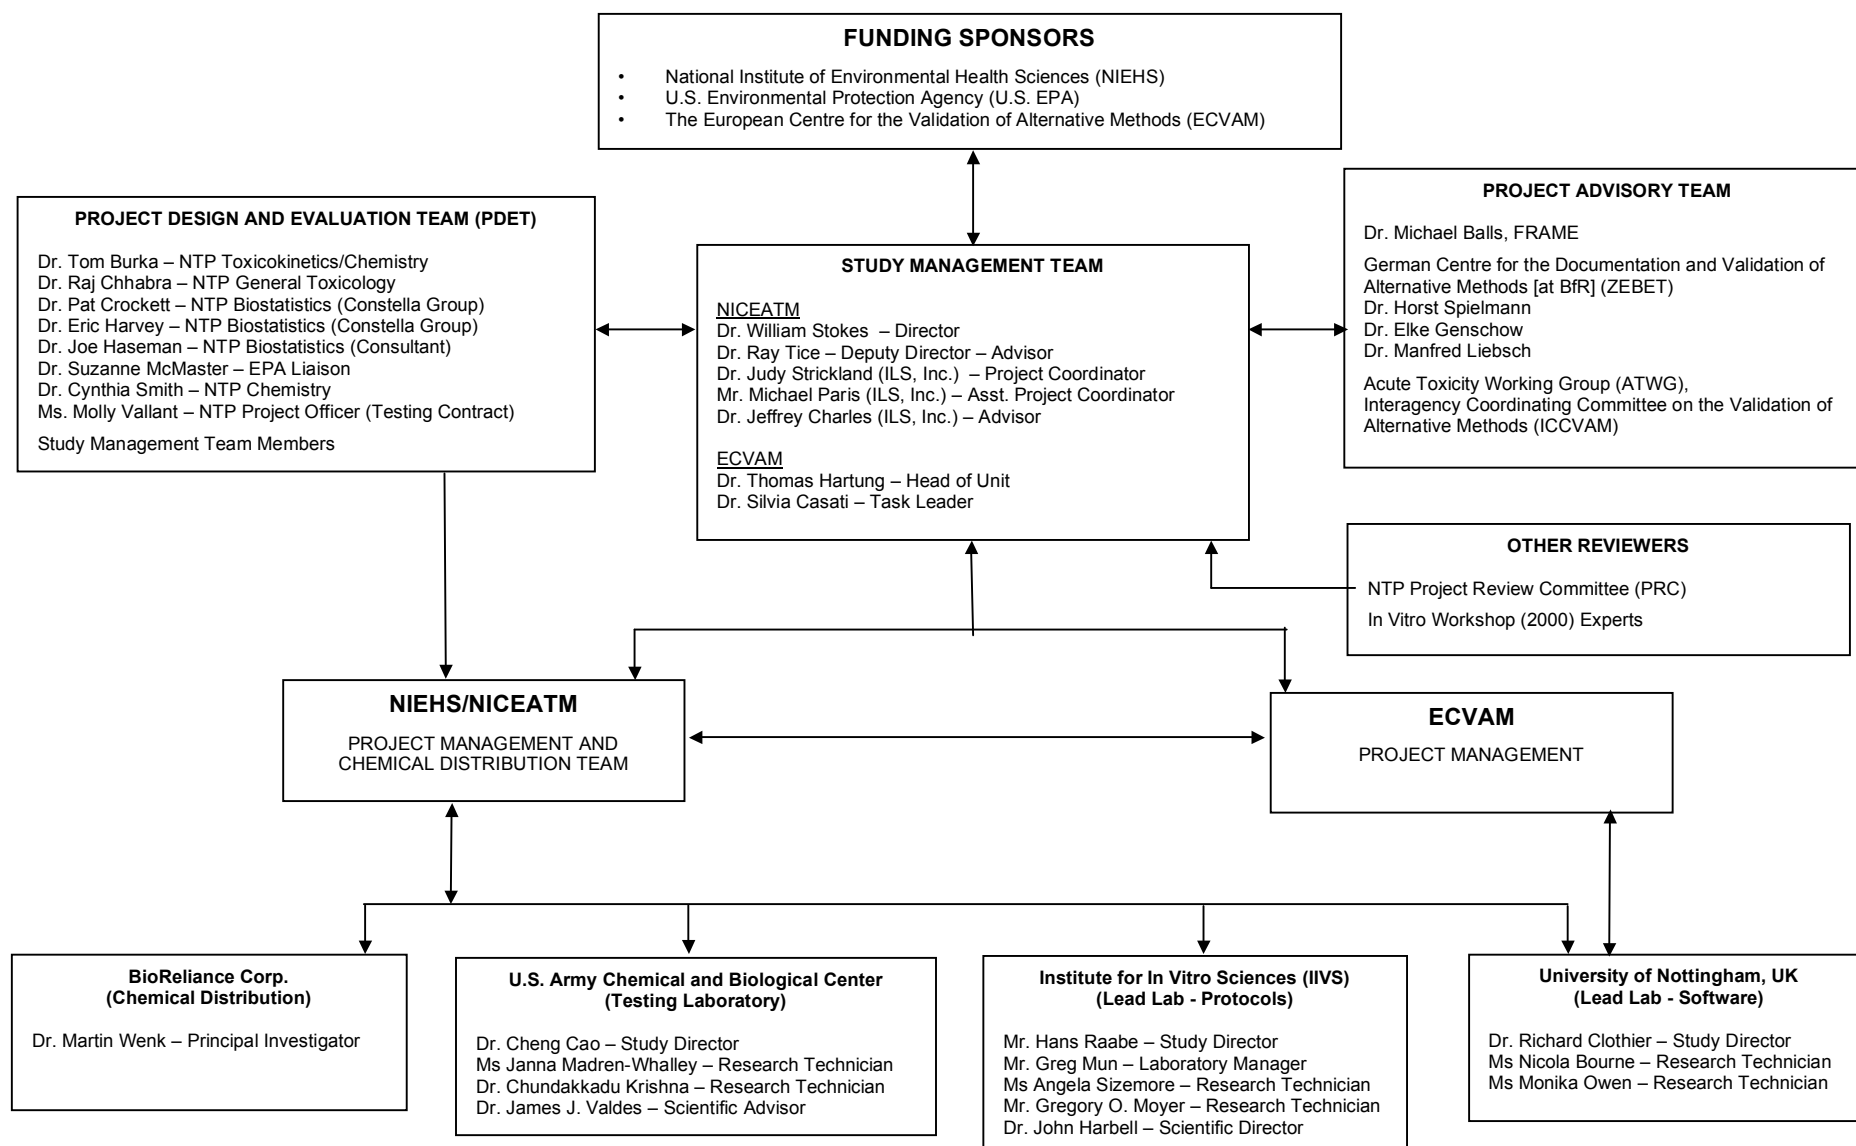 FUNDING SPONSORS
• National Institute of Environmental Health Sciences (NIEHS)
• U.S. Environmental Protection Agency (U.S. EPA)
• The European Centre for the Validation of Alternative Methods (ECVAM)
PROJECT DESIGN AND EVALUATION TEAM (PDET)
Dr. Tom Burka – NTP Toxicokinetics/Chemistry
Dr. Raj Chhabra – NTP General Toxicology
Dr. Pat Crockett – NTP Biostatistics (Constella Group)
Dr. Eric Harvey – NTP Biostatistics (Constella Group)
Dr. Joe Haseman – NTP Biostatistics (Consultant)
Dr. Suzanne McMaster – EPA Liaison
Dr. Cynthia Smith – NTP Chemistry
Ms. Molly Vallant – NTP Project Officer (Testing Contract)
Study Management Team Members
STUDY MANAGEMENT TEAM
NICEATM
Dr. William Stokes – Director
Dr. Ray Tice – Deputy Director – Advisor
Dr. Judy Strickland (ILS, Inc.) – Project Coordinator
Mr. Michael Paris (ILS, Inc.) – Asst. Project Coordinator
Dr. Jeffrey Charles (ILS, Inc.) – Advisor
ECVAM
Dr. Thomas Hartung – Head of Unit
Dr. Silvia Casati – Task Leader
PROJECT ADVISORY TEAM
Dr. Michael Balls, FRAME
German Centre for the Documentation and Validation of
Alternative Methods [at BfR] (ZEBET)
Dr. Horst Spielmann
Dr. Elke Genschow
Dr. Manfred Liebsch
Acute Toxicity Working Group (ATWG),
Interagency Coordinating Committee on the Validation of
Alternative Methods (ICCVAM)
OTHER REVIEWERS
NTP Project Review Committee (PRC)
In Vitro Workshop (2000) Experts
NIEHS/NICEATM
PROJECT MANAGEMENT AND
CHEMICAL DISTRIBUTION TEAM
ECVAM
PROJECT MANAGEMENT
BioReliance Corp.
(Chemical Distribution)
Dr. Martin Wenk – Principal Investigator
U.S. Army Chemical and Biological Center
(Testing Laboratory)
Dr. Cheng Cao – Study Director
Ms Janna Madren-Whalley – Research Technician
Dr. Chundakkadu Krishna – Research Technician
Dr. James J. Valdes – Scientific Advisor
Institute for In Vitro Sciences (IIVS)
(Lead Lab - Protocols)
Mr. Hans Raabe – Study Director
Mr. Greg Mun – Laboratory Manager
Ms Angela Sizemore – Research Technician
Mr. Gregory O. Moyer – Research Technician
Dr. John Harbell – Scientific Director
University of Nottingham, UK
(Lead Lab - Software)
Dr. Richard Clothier – Study Director
Ms Nicola Bourne – Research Technician
Ms Monika Owen – Research Technician